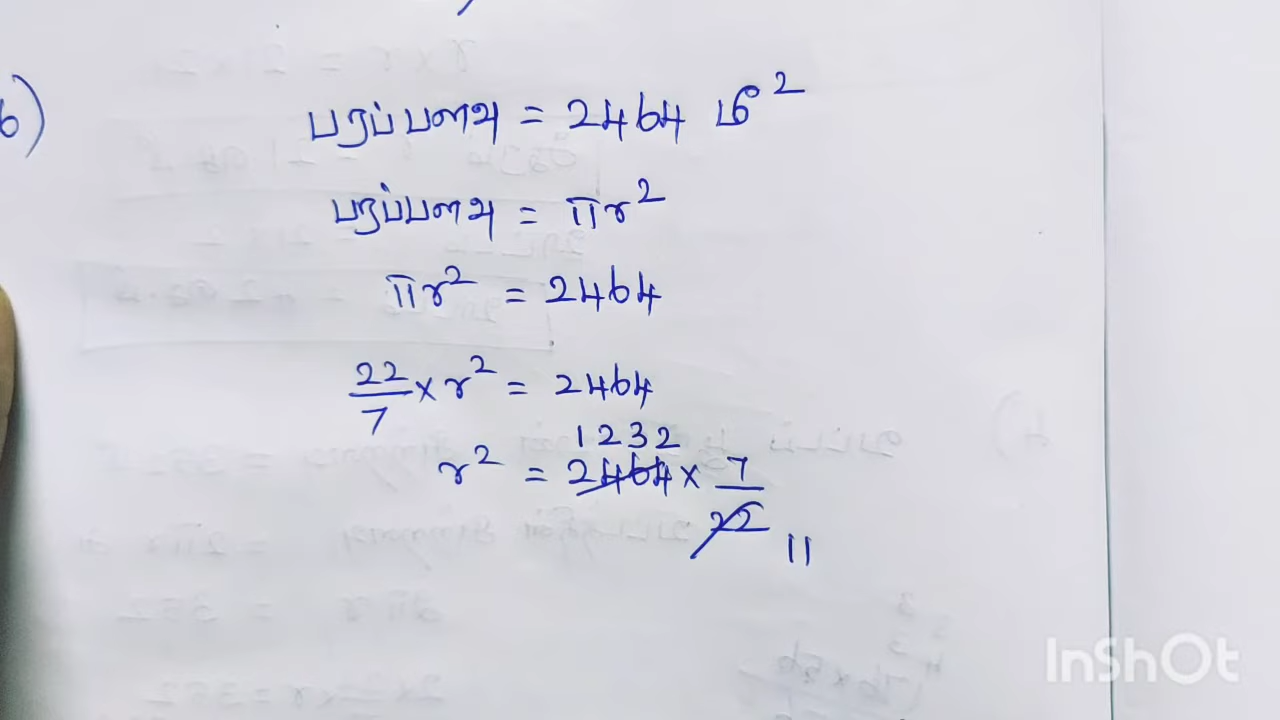 6)
பரப்பளவு = 2464 மீ²
பரப்பளவு = πr²
πr² = 2464
22/7 × r² = 2464
1232
r² = 2464 × 7/22
11
InShOt